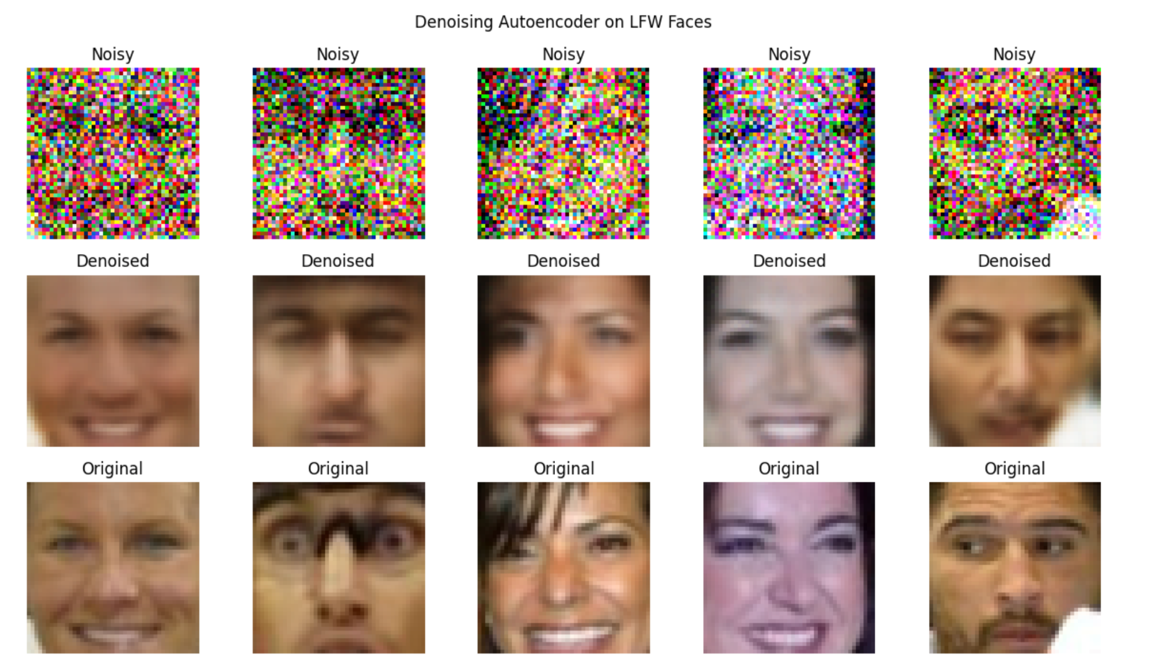 Denoising Autoencoder on LFW Faces
Noisy Noisy Noisy Noisy Noisy
Denoised Denoised Denoised Denoised Denoised
Original Original Original Original Original